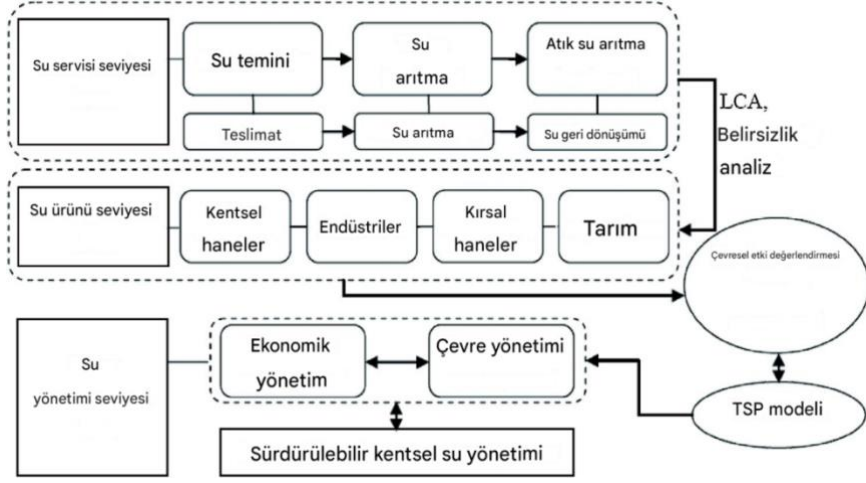 Su servisi seviyesi
Su temini
Su
arıtma
Atık su arıtma
Teslimat
Su arıtma
Su geri dönüşümü
LCA,
Belirsizlik
analiz
Su ürünü seviyesi
Kentsel
haneler
Endüstriler
Kırsal
haneler
Tarım
Çevresel etki değerlendirmesi
Su
yönetimi seviyesi
Ekonomik
yönetim
Çevre yönetimi
TSP modeli
Sürdürülebilir kentsel su yönetimi